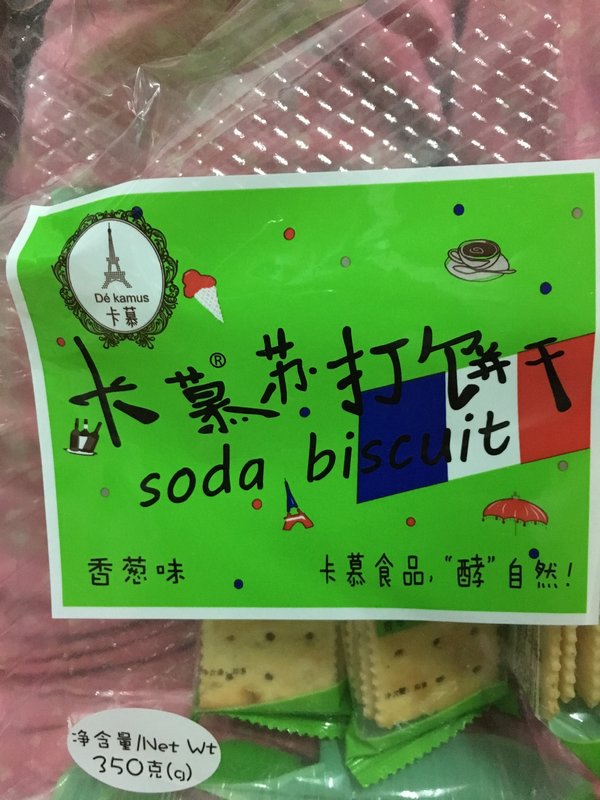 Dé kamus
卡慕
卡慕®苏打饼干
soda biscuit
香葱味
卡慕食品,“酵”自然!
净含量/Net Wt
350克(g)